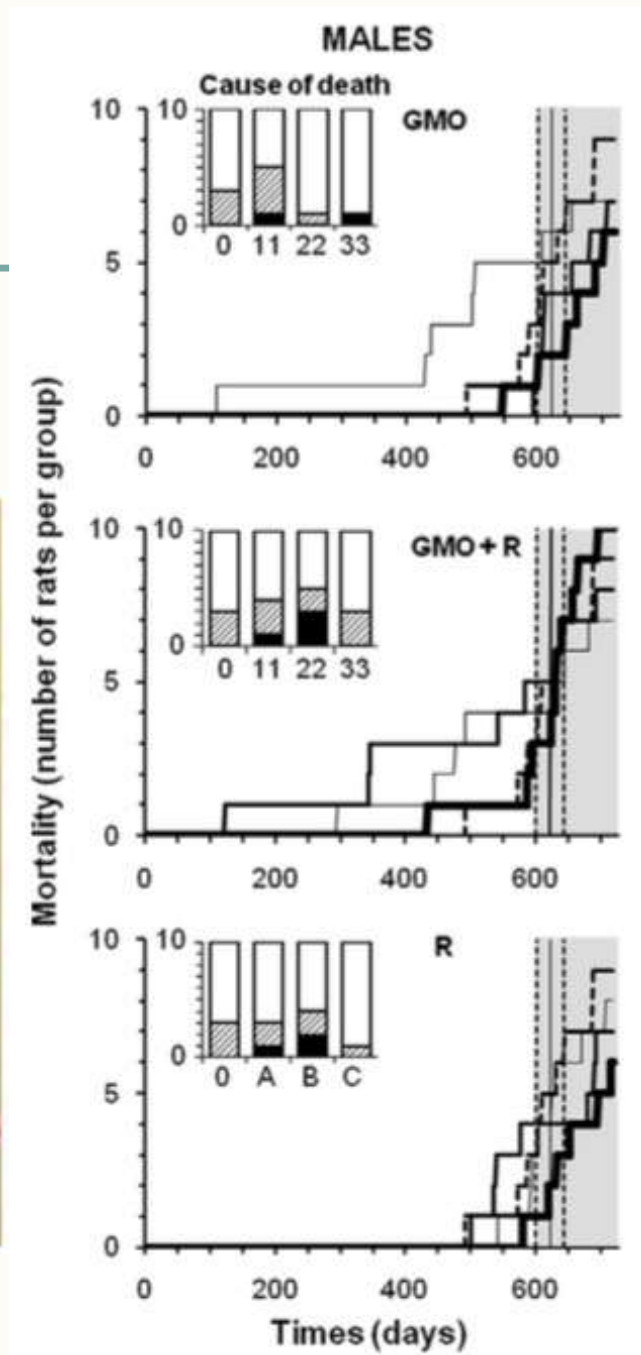 MALES
Cause of death
GMO
10
0
0 11 22 33
10
5
0
0 200 400 600
Mortality (number of rats per group)
GMO + R
10
0
0 11 22 33
10
5
0
0 200 400 600
R
10
0
0 A B C
10
5
0
0 200 400 600
Times (days)